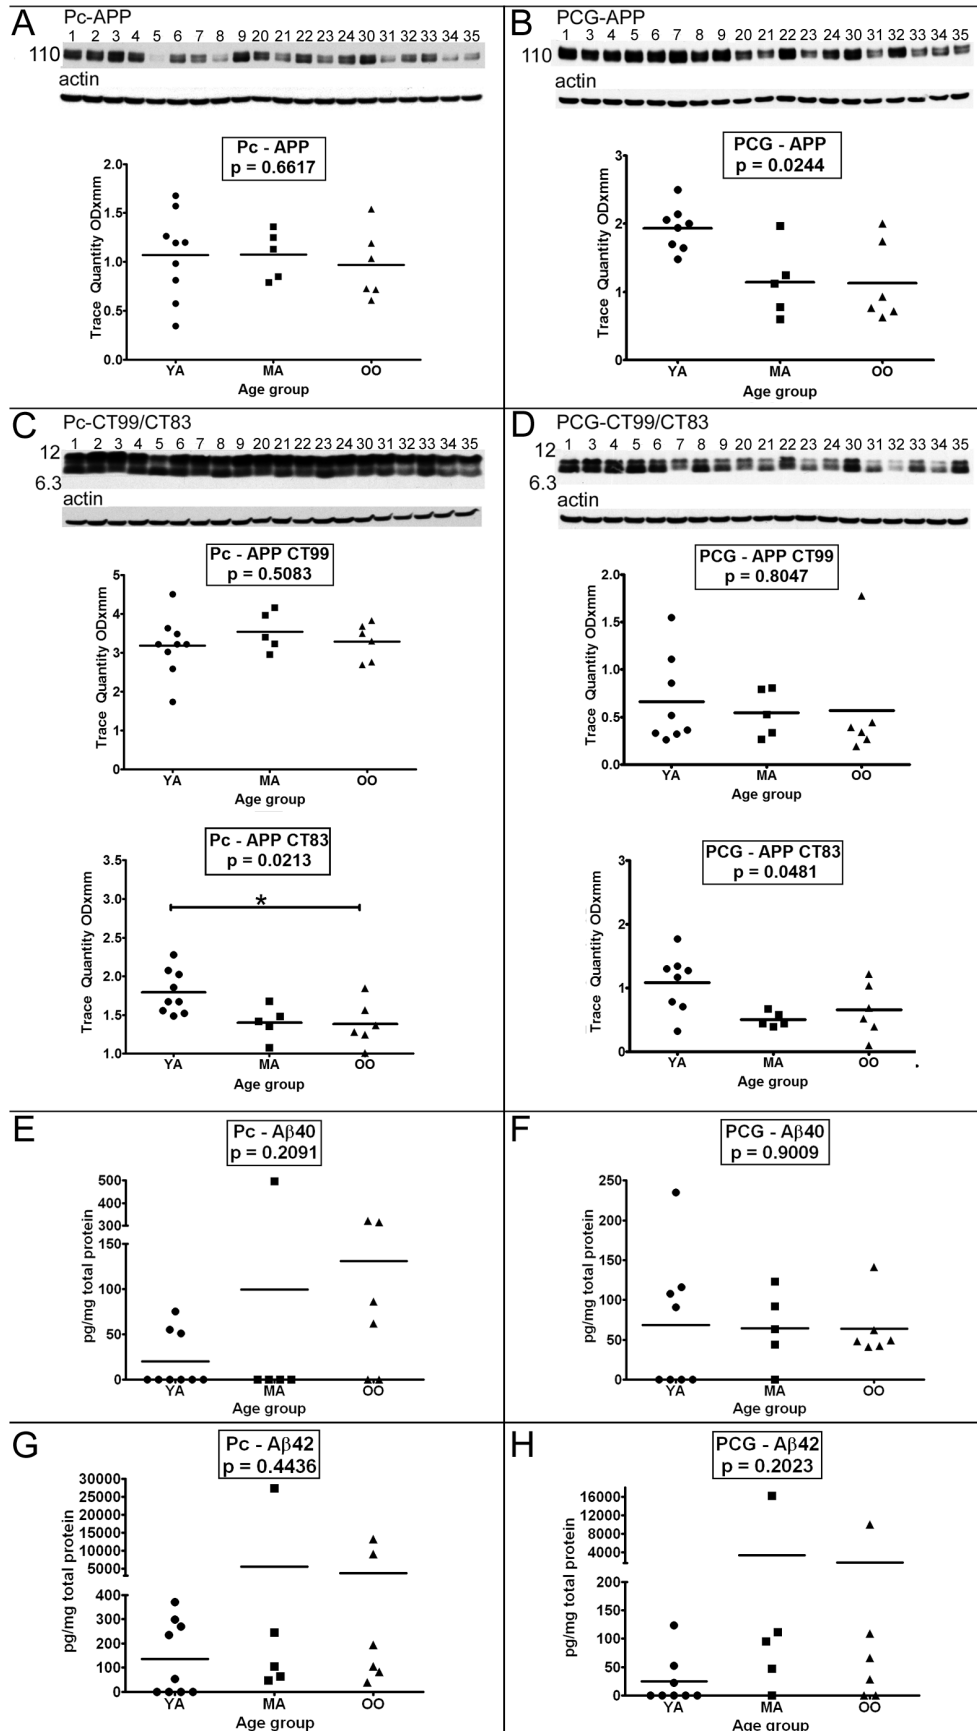 A Pc-APP
1 2 3 4 5 6 7 8 9 20 21 22 23 24 30 31 32 33 34 35
110
actin
Pc - APP
p = 0.6617
2.0
1.5
1.0
0.5
0.0
Trace Quantity ODxmm
YA MA OO
Age group
B PCG-APP
1 3 4 5 6 7 8 9 20 21 22 23 24 30 31 32 33 34 35
110
actin
PCG - APP
p = 0.0244
3
2
1
0
Trace Quantity ODxmm
YA MA OO
Age group
C Pc-CT99/CT83
1 2 3 4 5 6 7 8 9 20 21 22 23 24 30 31 32 33 34 35
12
6.3
actin
Pc - APP CT99
p = 0.5083
5
4
3
2
1
0
Trace Quantity ODxmm
YA MA OO
Age group
Pc - APP CT83
p = 0.0213
3.5
3.0
2.5
2.0
1.5
1.0
*
Trace Quantity ODxmm
YA MA OO
Age group
D PCG-CT99/CT83
1 3 4 5 6 7 8 9 20 21 22 23 24 30 31 32 33 34 35
12
6.3
actin
PCG - APP CT99
p = 0.8047
2.0
1.5
1.0
0.5
0.0
Trace Quantity ODxmm
YA MA OO
Age group
PCG - APP CT83
p = 0.0481
3
2
1
0
Trace Quantity ODxmm
YA MA OO
Age group
E
Pc - Aβ40
p = 0.2091
500
400
300
150
100
50
0
pg/mg total protein
YA MA OO
Age group
F
PCG - Aβ40
p = 0.9009
250
200
150
100
50
0
pg/mg total protein
YA MA OO
Age group
G
Pc - Aβ42
p = 0.4436
30000
25000
20000
15000
10000
5000
400
300
200
100
0
pg/mg total protein
YA MA OO
Age group
H
PCG - Aβ42
p = 0.2023
16000
12000
8000
4000
200
150
100
50
0
pg/mg total protein
YA MA OO
Age group